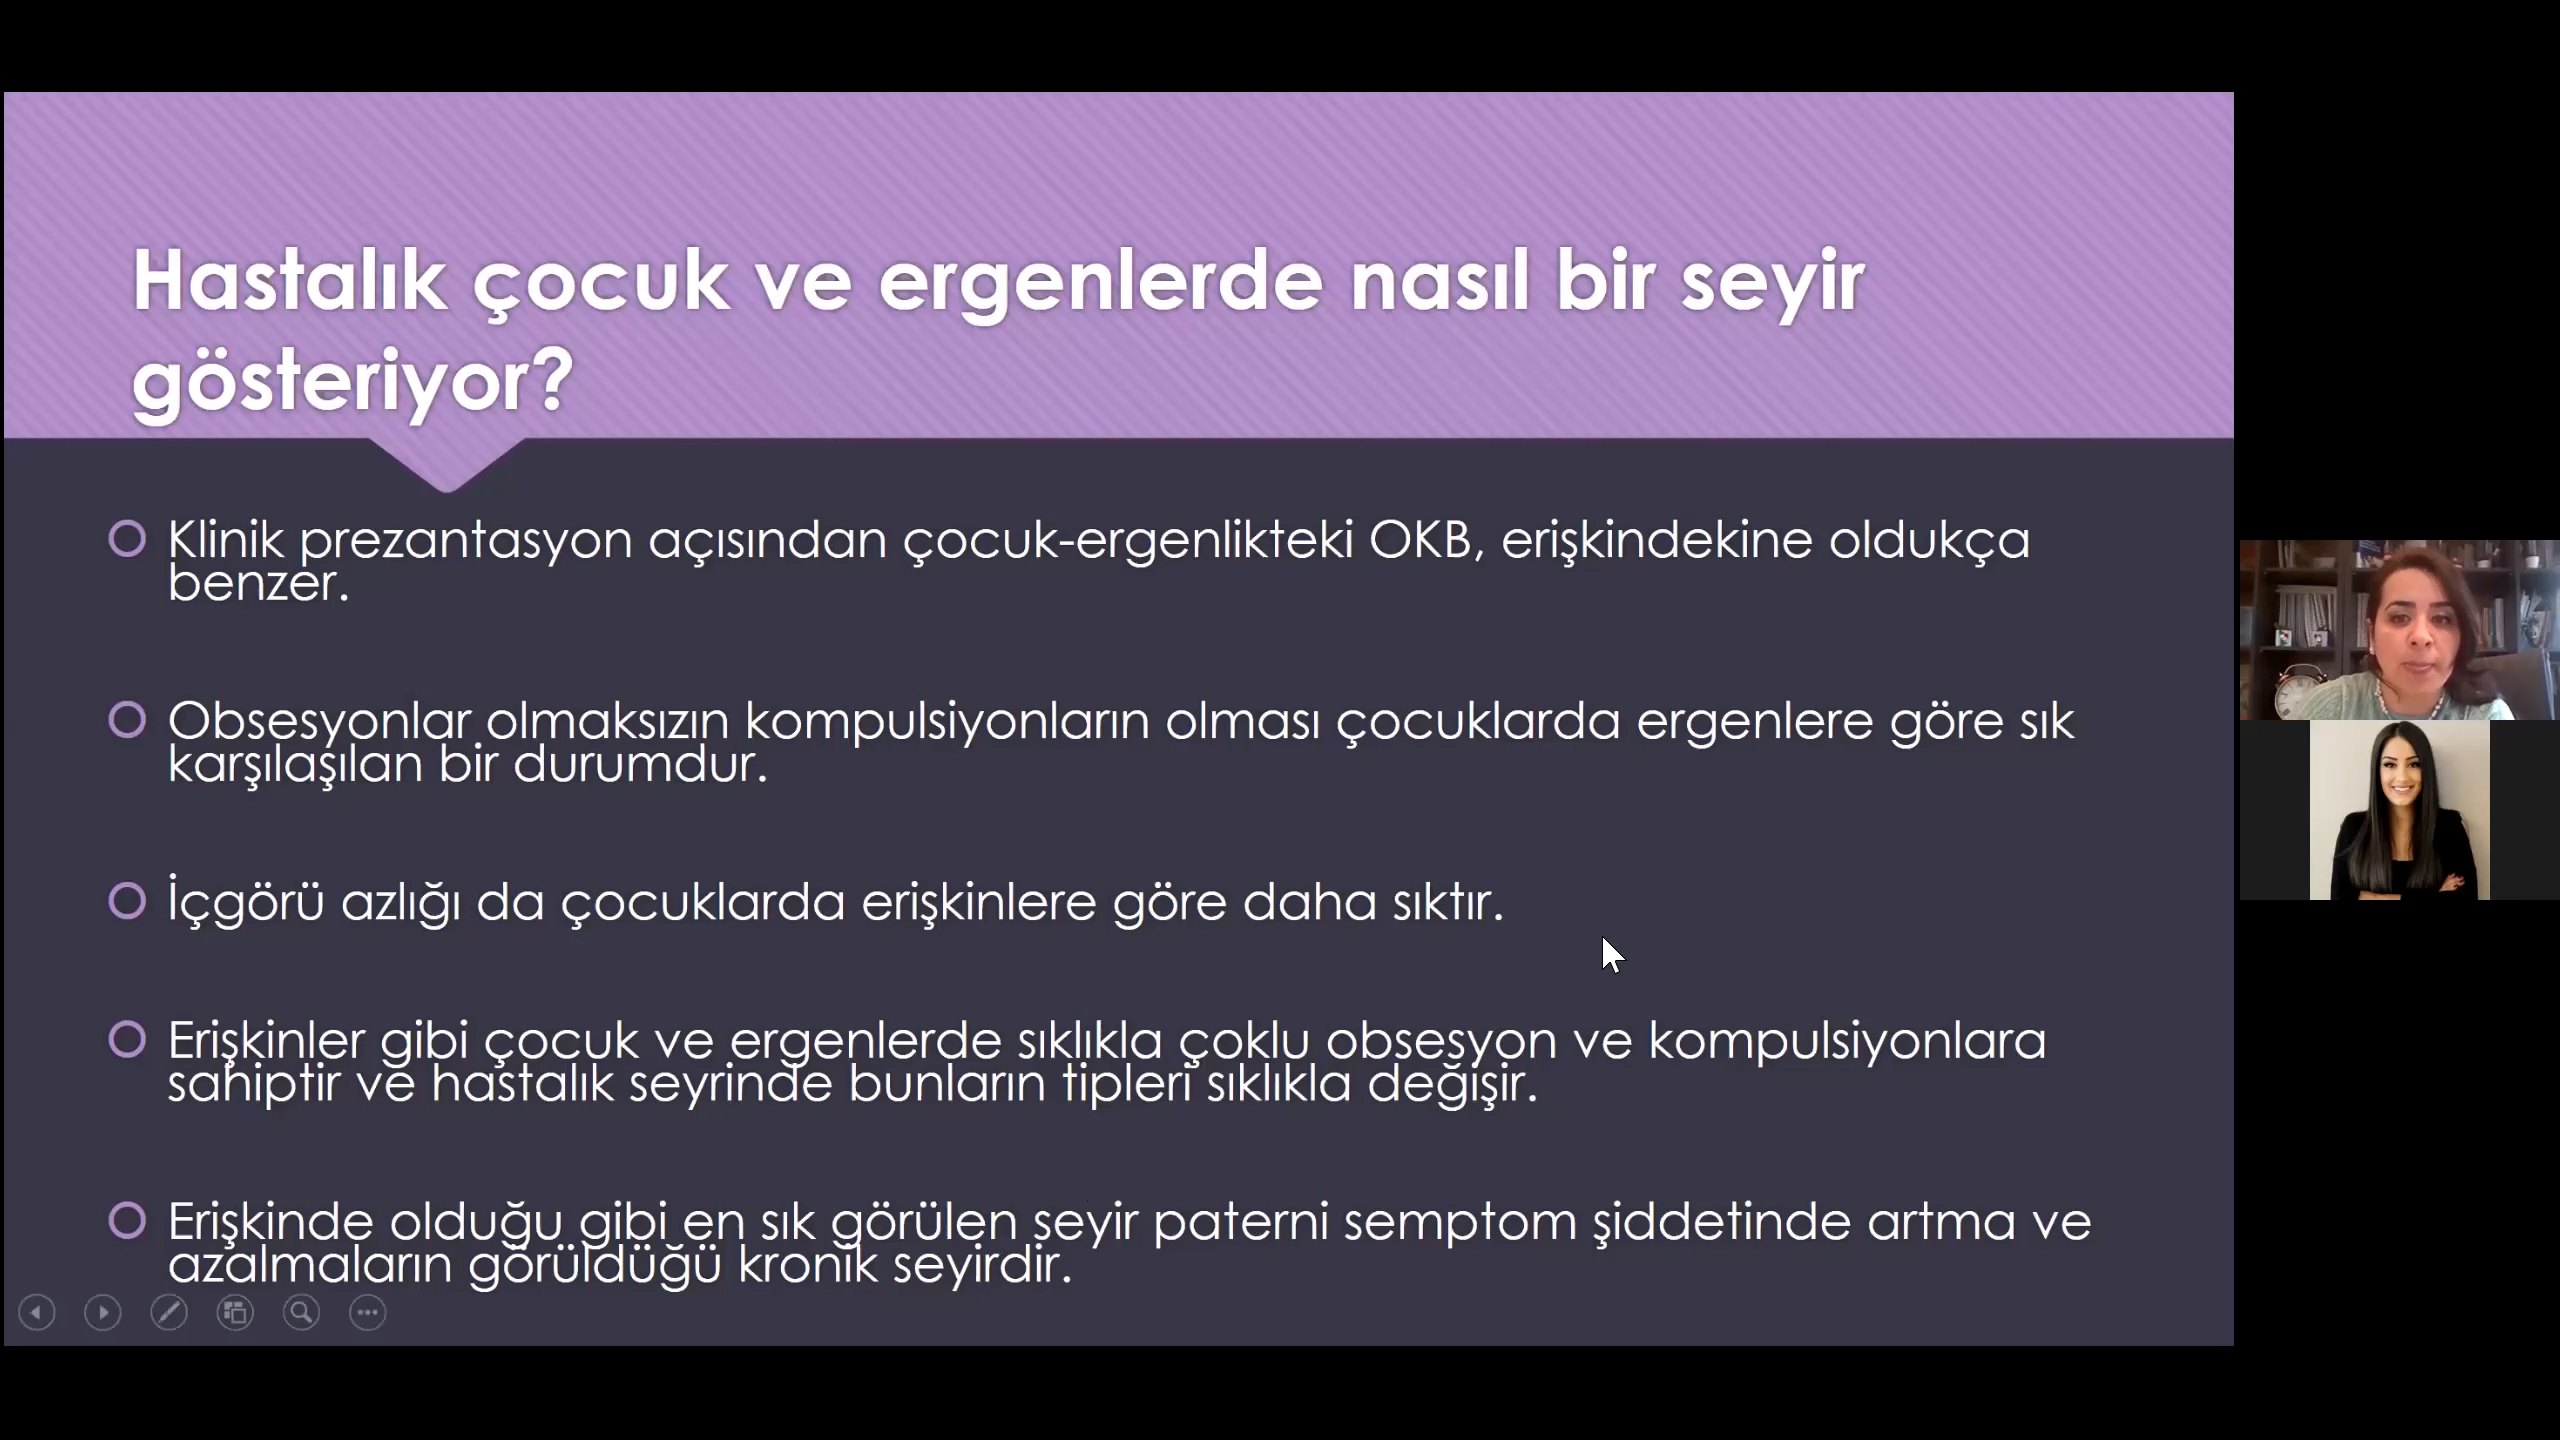 Hastalık çocuk ve ergenlerde nasıl bir seyir
gösteriyor?
Klinik prezantasyon açısından çocuk-ergenlikteki OKB, erişkindekine oldukça
benzer.
Obsesyonlar olmaksızın kompulsiyonların olması çocuklarda ergenlere göre sık
karşılaşılan bir durumdur.
İçgörü azlığı da çocuklarda erişkinlere göre daha sıktır.
Erişkinler gibi çocuk ve ergenlerde sıklıkla çoklu obsesyon ve kompulsiyonlara
sahiptir ve hastalık seyrinde bunların tipleri sıklıkla değişir.
Erişkinde olduğu gibi en sık görülen seyir paterni semptom şiddetinde artma ve
azalmaların görüldüğü kronik seyirdir.